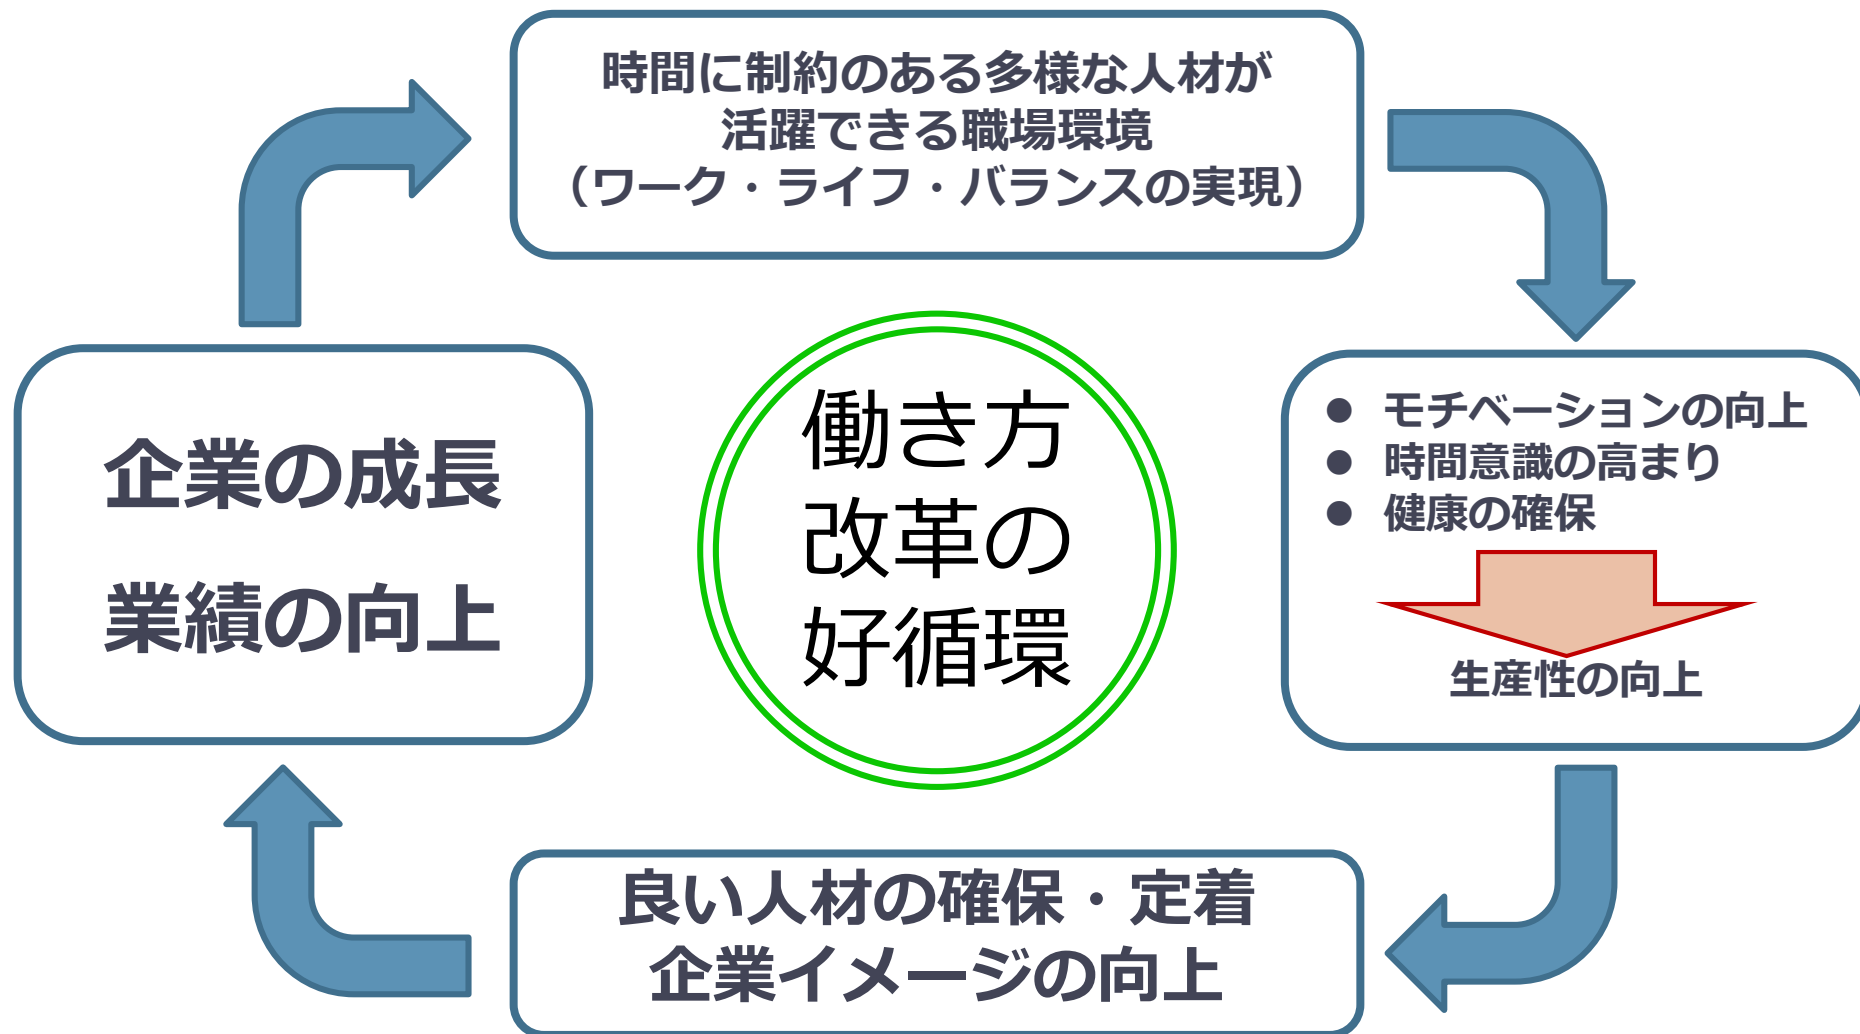 時間に制約のある多様な人材が
活躍できる職場環境
（ワーク・ライフ・バランスの実現）
● モチベーションの向上
● 時間意識の高まり
● 健康の確保
生産性の向上
良い人材の確保・定着
企業イメージの向上
企業の成長
業績の向上
働き方
改革の
好循環